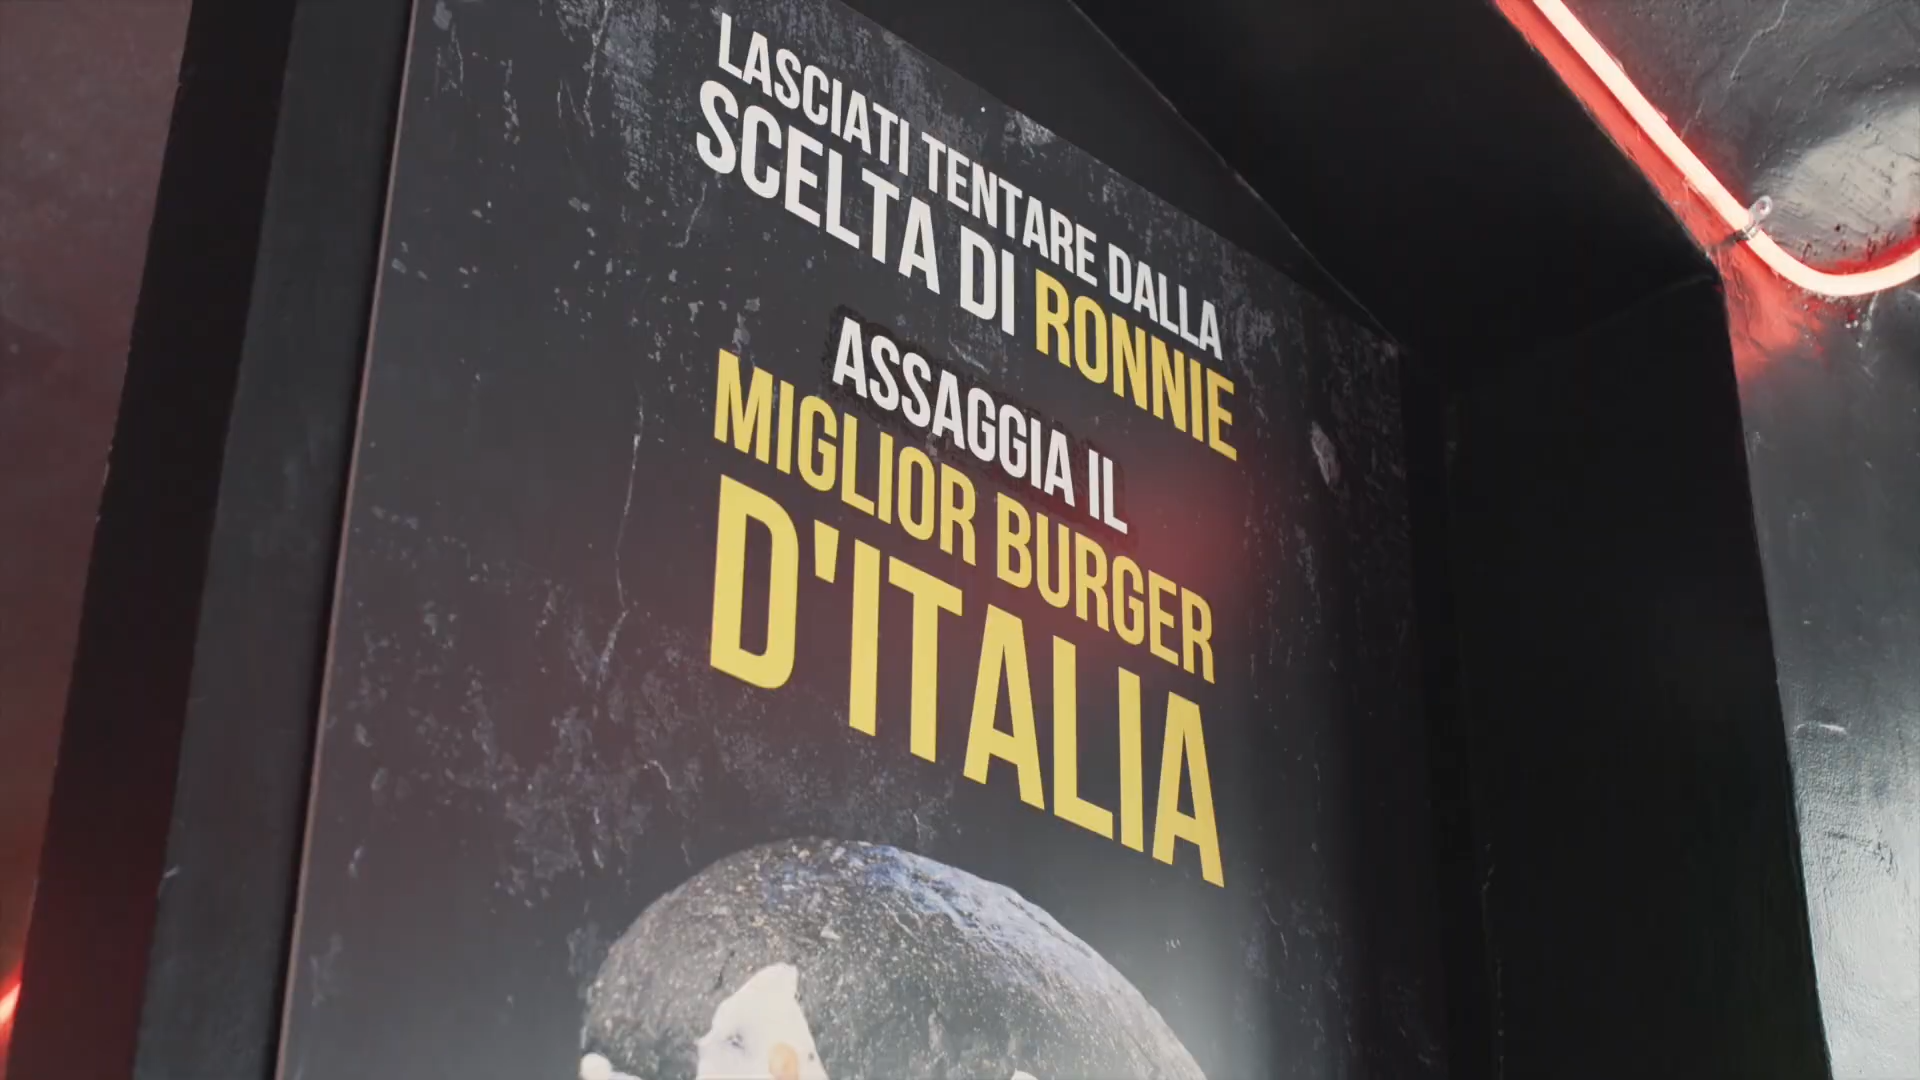 LASCIATI TENTARE DALLA
SCELTA DI RONNIE
ASSAGGIA IL
MIGLIOR BURGER
D'ITALIA